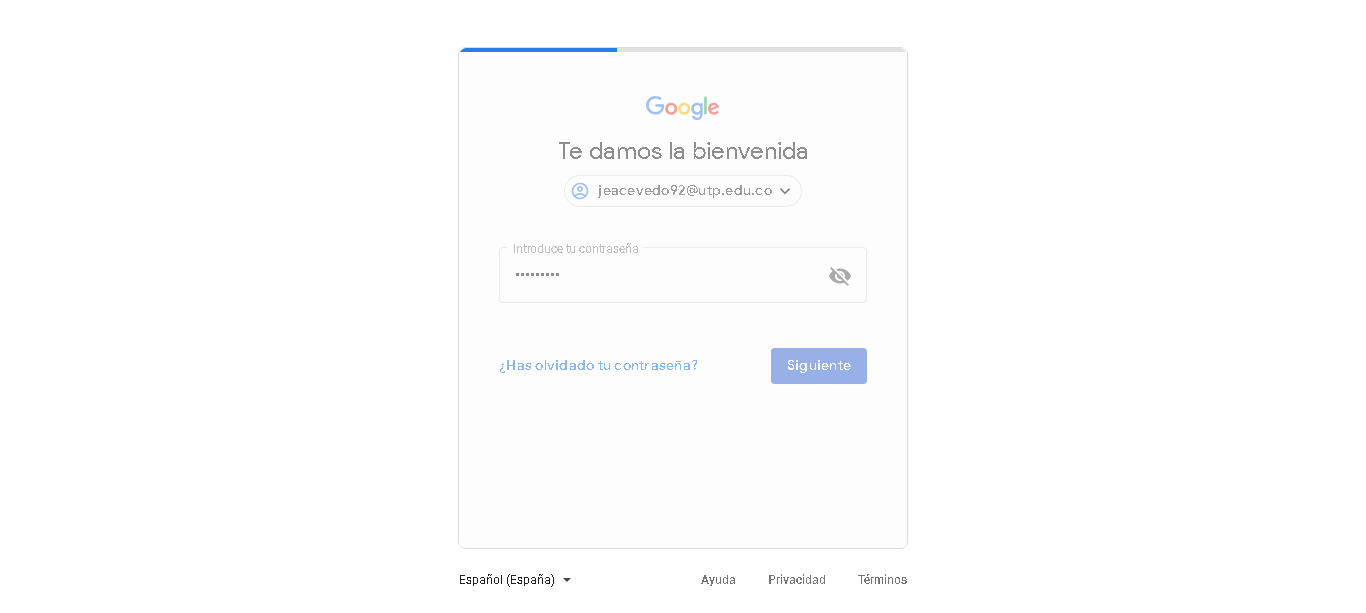 Google
Te damos la bienvenida
jeacevedo92@utp.edu.co
Introduce tu contraseña
•••••••••
¿Has olvidado tu contraseña?
Siguiente
Español (España)
Ayuda
Privacidad
Términos